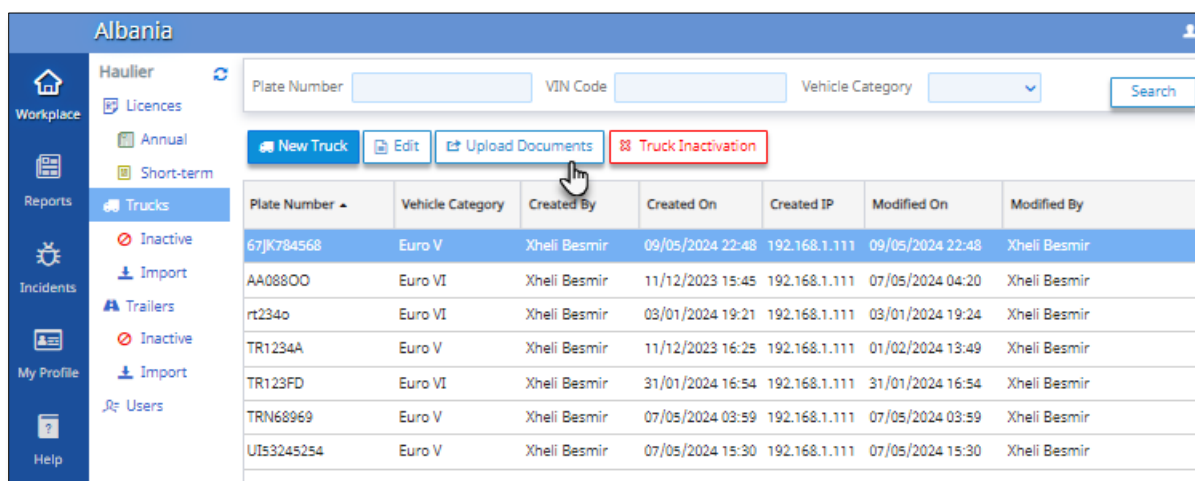 Albania
Workplace
Reports
Incidents
My Profile
Help
Haulier
Licences
Annual
Short-term
Trucks
Inactive
Import
Trailers
Inactive
Import
Users
Plate Number VIN Code Vehicle Category Search
New Truck Edit Upload Documents Truck Inactivation
Plate Number Vehicle Category Created By Created On Created IP Modified On Modified By
67JK784568 Euro V Xheli Besmir 09/05/2024 22:48 192.168.1.111 09/05/2024 22:48 Xheli Besmir
AA088OO Euro VI Xheli Besmir 11/12/2023 15:45 192.168.1.111 07/05/2024 04:20 Xheli Besmir
rt234o Euro VI Xheli Besmir 03/01/2024 19:21 192.168.1.111 03/01/2024 19:24 Xheli Besmir
TR1234A Euro V Xheli Besmir 11/12/2023 16:25 192.168.1.111 01/02/2024 13:49 Xheli Besmir
TR123FD Euro VI Xheli Besmir 31/01/2024 16:54 192.168.1.111 31/01/2024 16:54 Xheli Besmir
TRN68969 Euro V Xheli Besmir 07/05/2024 03:59 192.168.1.111 07/05/2024 03:59 Xheli Besmir
UI53245254 Euro V Xheli Besmir 07/05/2024 15:30 192.168.1.111 07/05/2024 15:30 Xheli Besmir